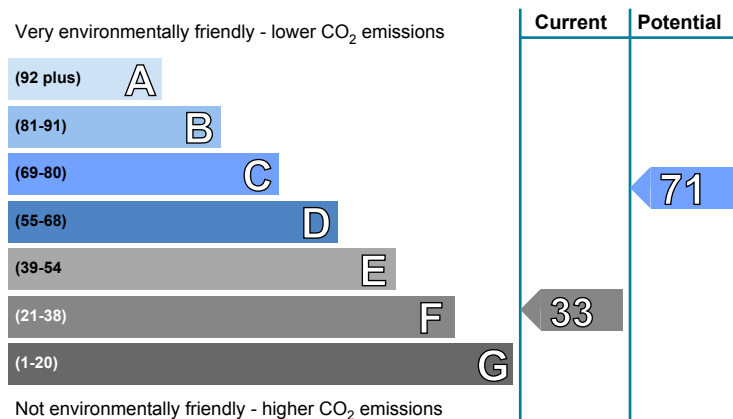 Very environmentally friendly - lower CO₂ emissions
Current
Potential
(92 plus) A
(81-91) B
(69-80) C
71
(55-68) D
(39-54 E
(21-38) F
33
(1-20) G
Not environmentally friendly - higher CO₂ emissions